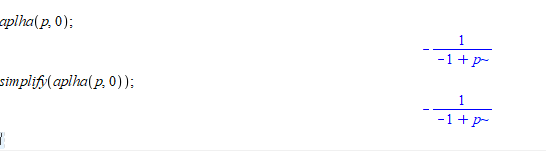 aplha(p, 0);
- 1
-1 + p~
simplify(aplha(p, 0));
- 1
-1 + p~